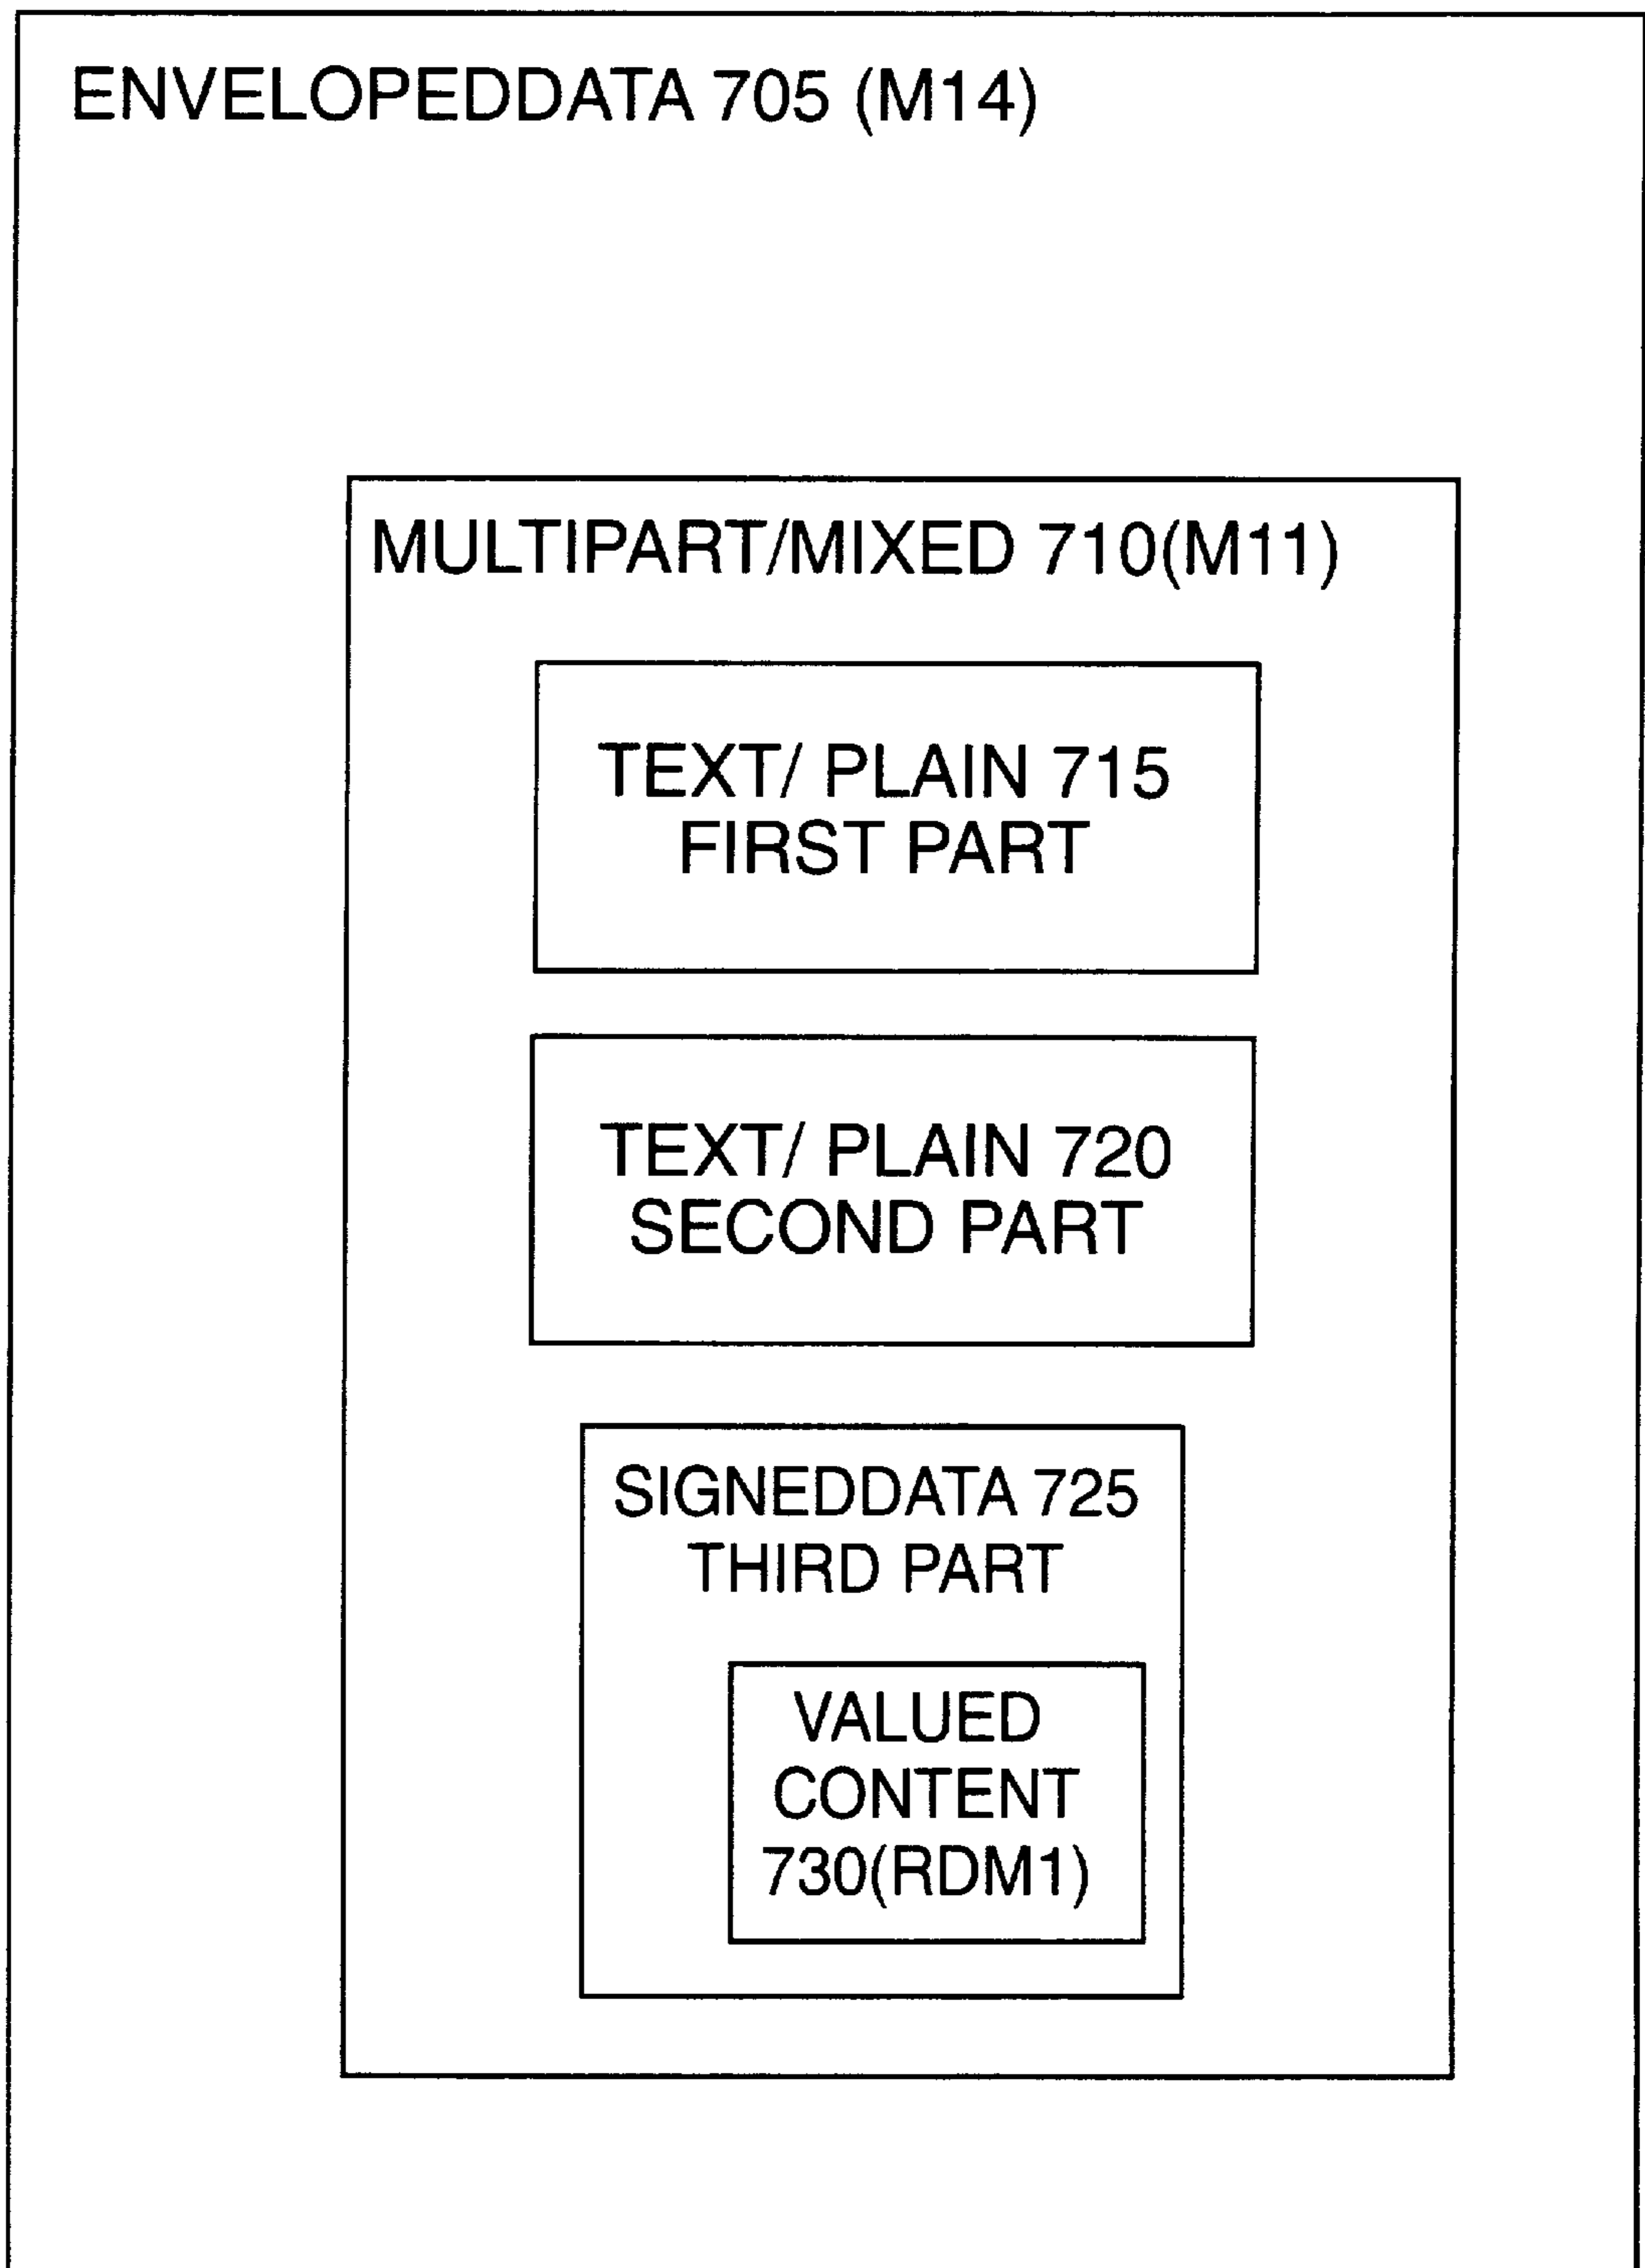 ENVELOPEDDATA 705 (M14)
MULTIPART/MIXED 710(M11)
TEXT/ PLAIN 715
FIRST PART
TEXT/ PLAIN 720
SECOND PART
SIGNEDDATA 725
THIRD PART
VALUED
CONTENT
730(RDM1)